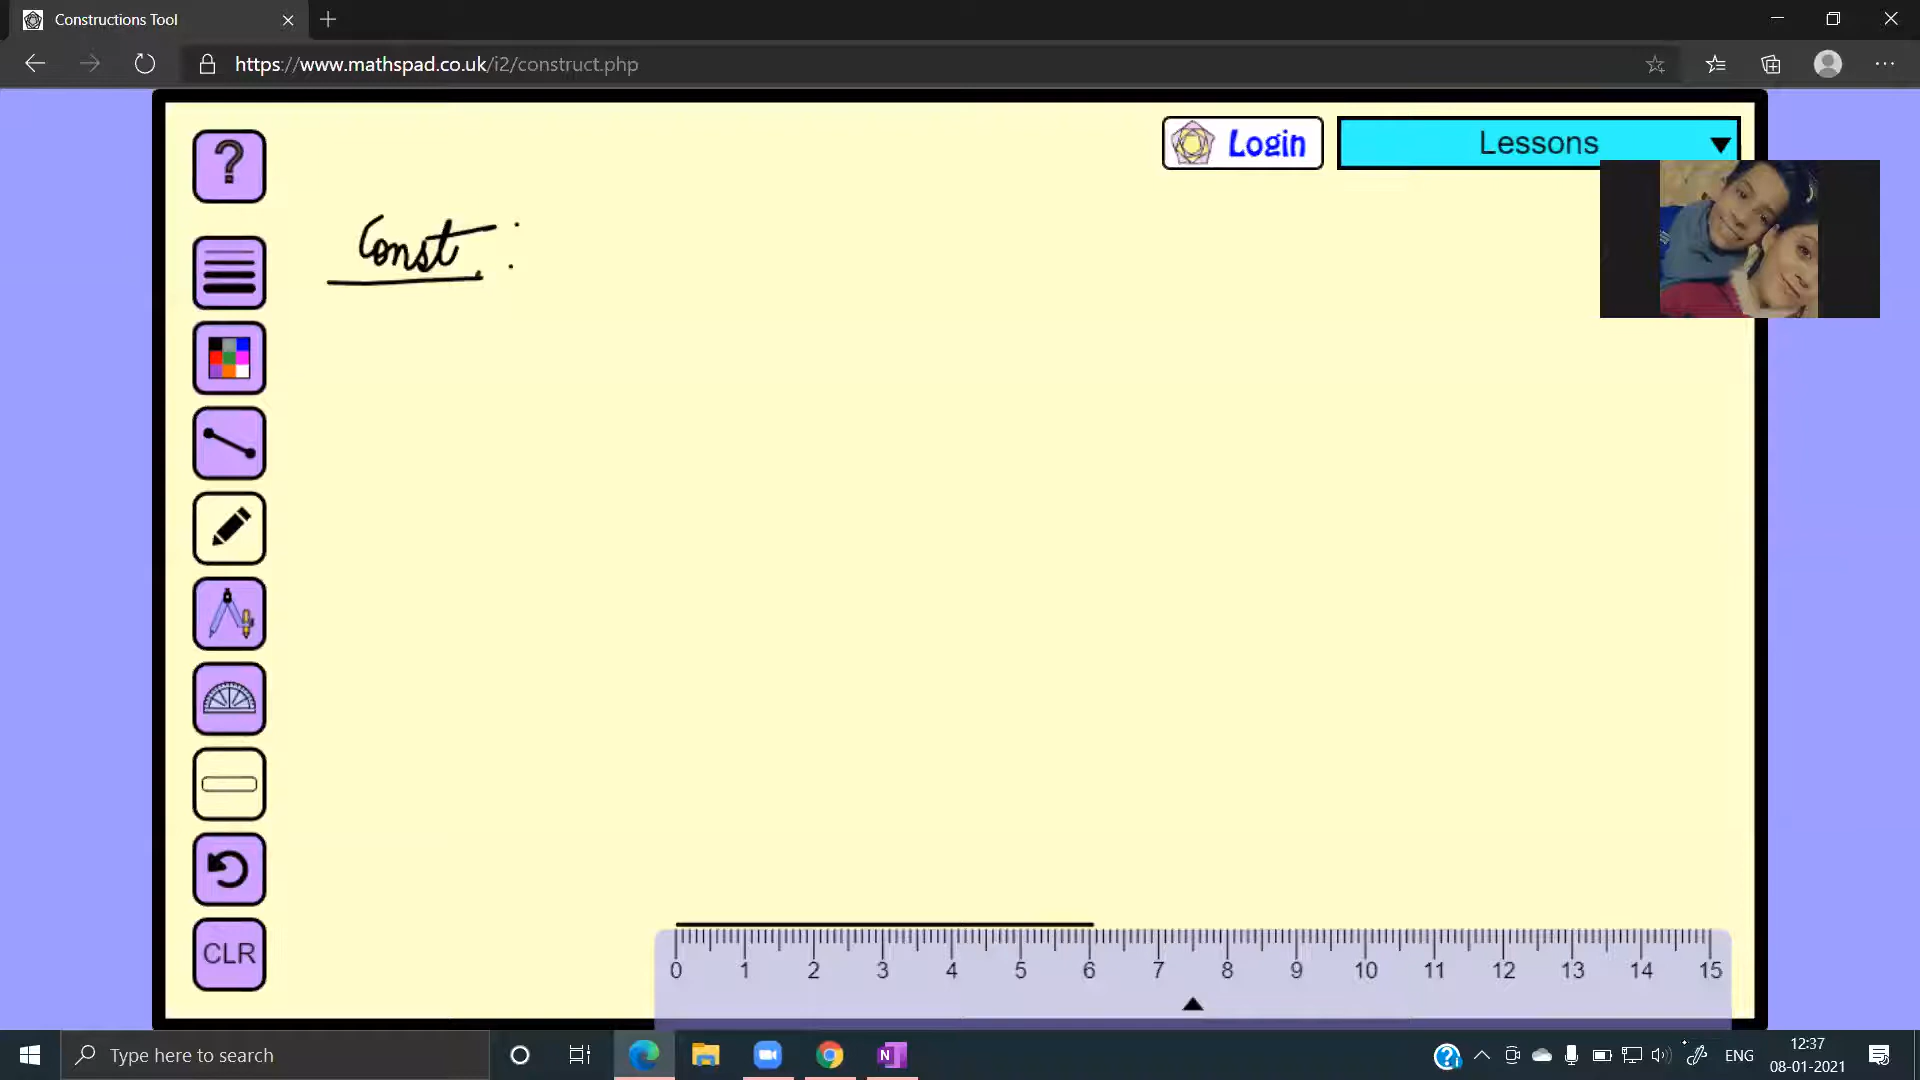 Constructions Tool
https://www.mathspad.co.uk/i2/construct.php
?
Login
Lessons
Const. :
CLR
0 1 2 3 4 5 6 7 8 9 10 11 12 13 14 15
Type here to search
N
ENG
12:37
08-01-2021